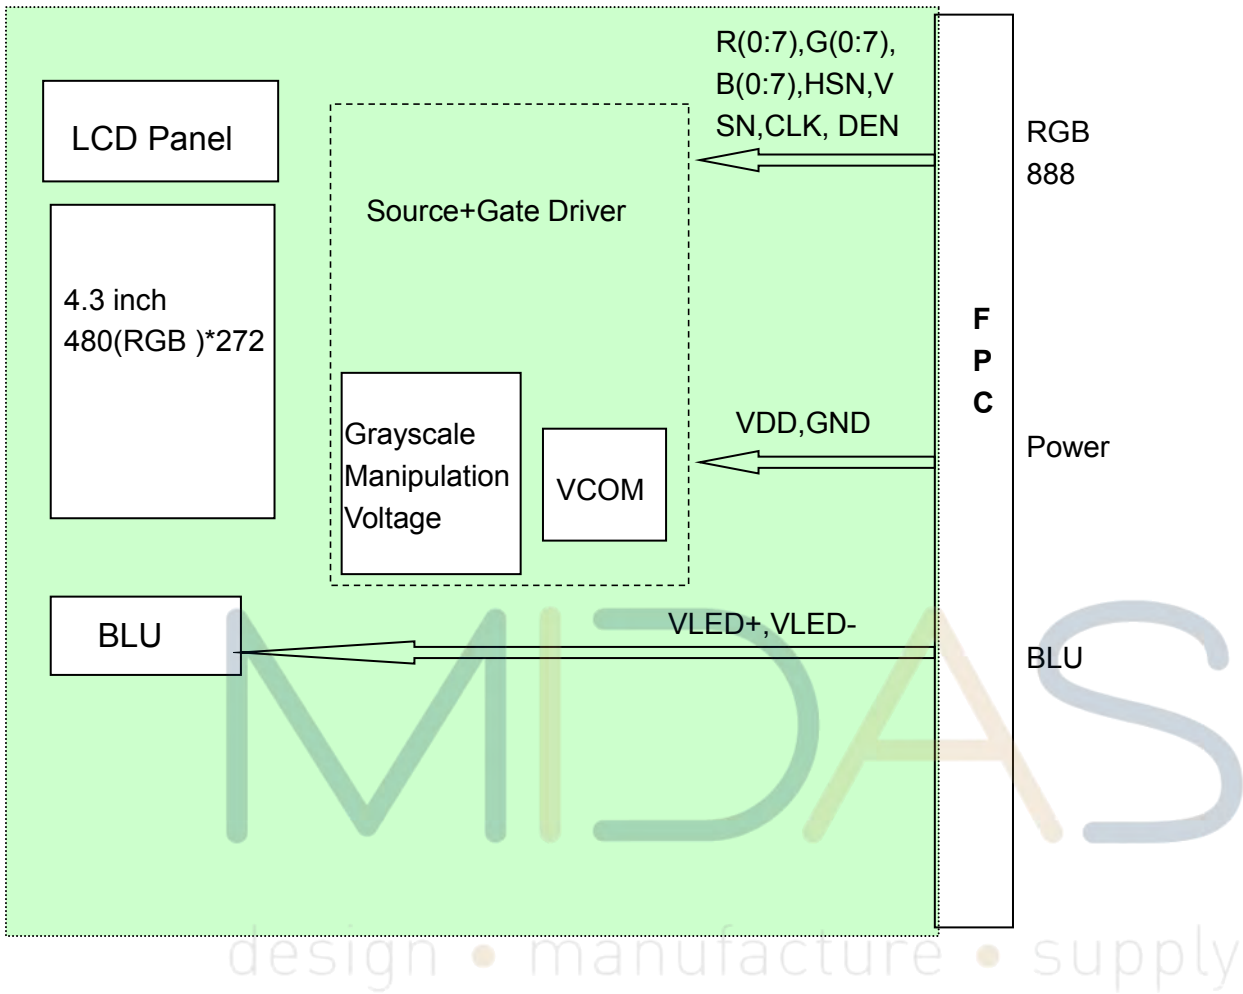 R(0:7),G(0:7),
B(0:7),HSN,V
SN,CLK, DEN
LCD Panel
RGB
888
Source+Gate Driver
4.3 inch
480(RGB )*272
F
P
C
Grayscale
Manipulation
Voltage
VCOM
VDD,GND
Power
BLU
VLED+,VLED-
BLU
MIDAS
design • manufacture • supply